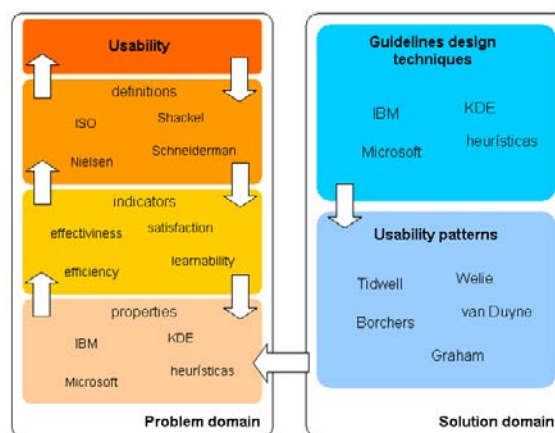 Usability
definitions
ISO
Shackel
Nielsen
Schneiderman
indicators
effectiviness
satisfaction
efficiency
learnability
properties
IBM
KDE
Microsoft
heurísticas
Problem domain
Guidelines design
techniques
IBM
KDE
Microsoft
heurísticas
Usability patterns
Tidwell
Welie
Borchers
van Duyne
Graham
Solution domain